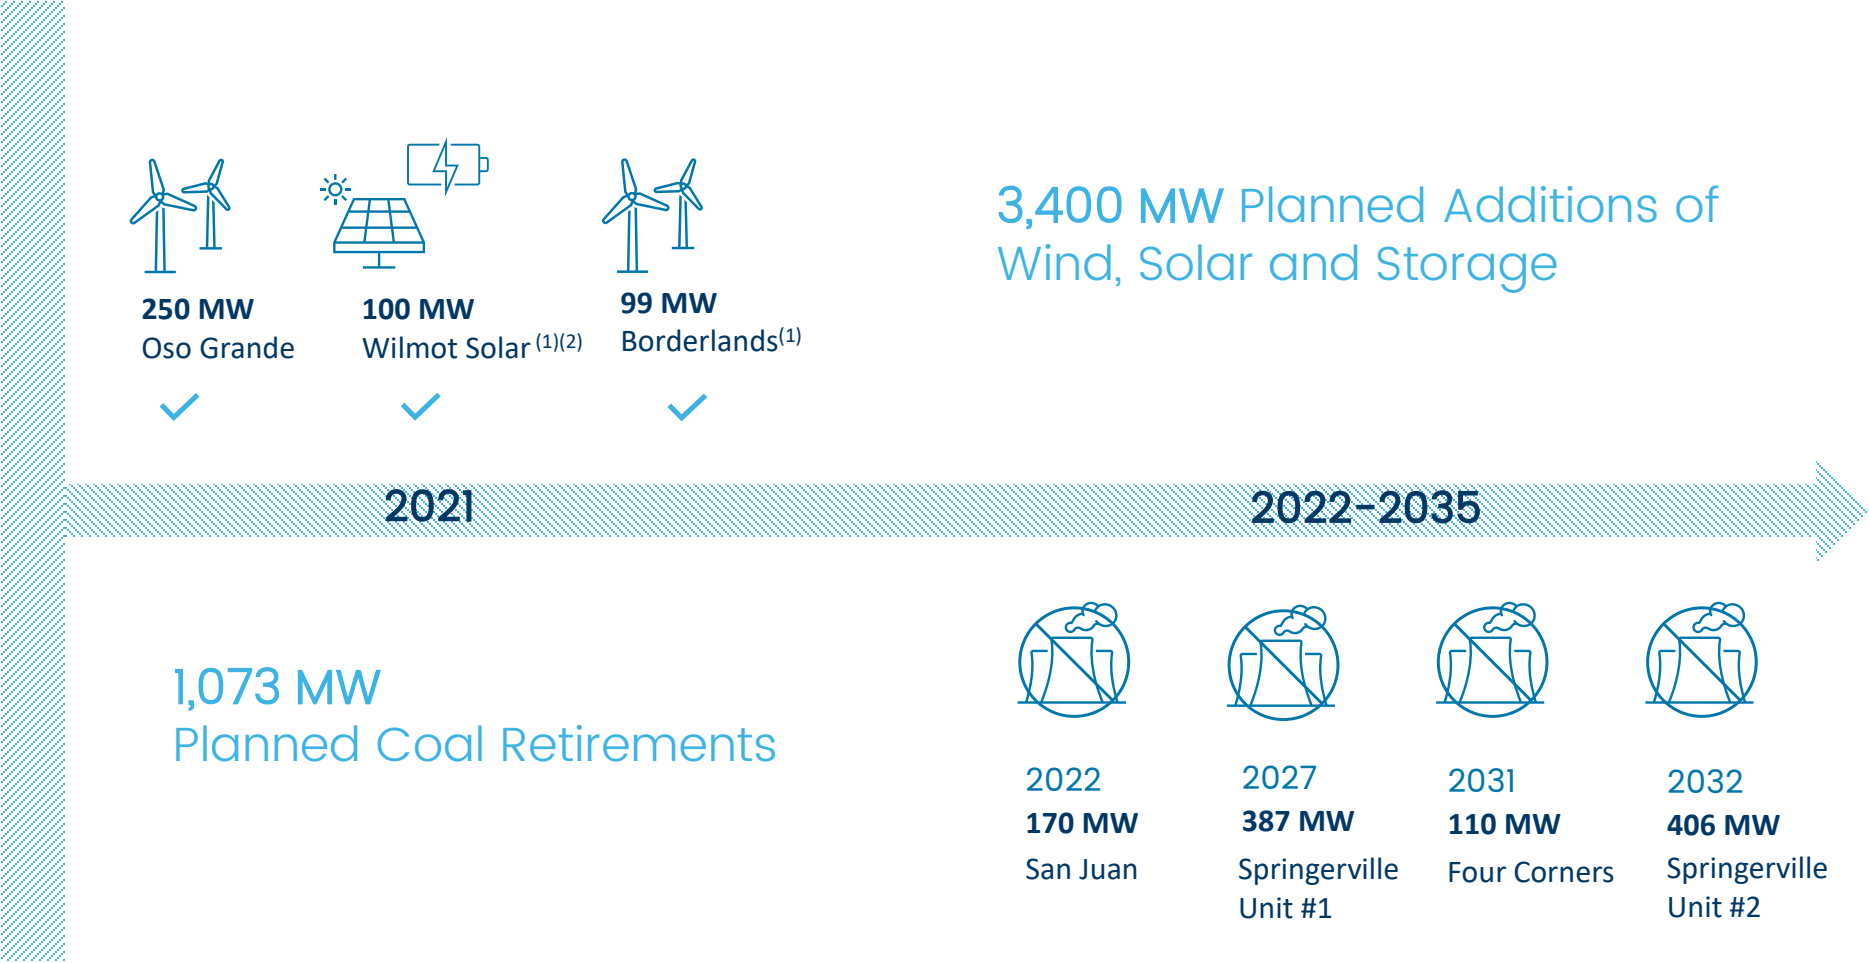 250 MW
Oso Grande
100 MW
Wilmot Solar (1)(2)
99 MW
Borderlands(1)
3,400 MW Planned Additions of
Wind, Solar and Storage
2021
2022-2035
1,073 MW
Planned Coal Retirements
2022
170 MW
San Juan
2027
387 MW
Springerville
Unit #1
2031
110 MW
Four Corners
2032
406 MW
Springerville
Unit #2